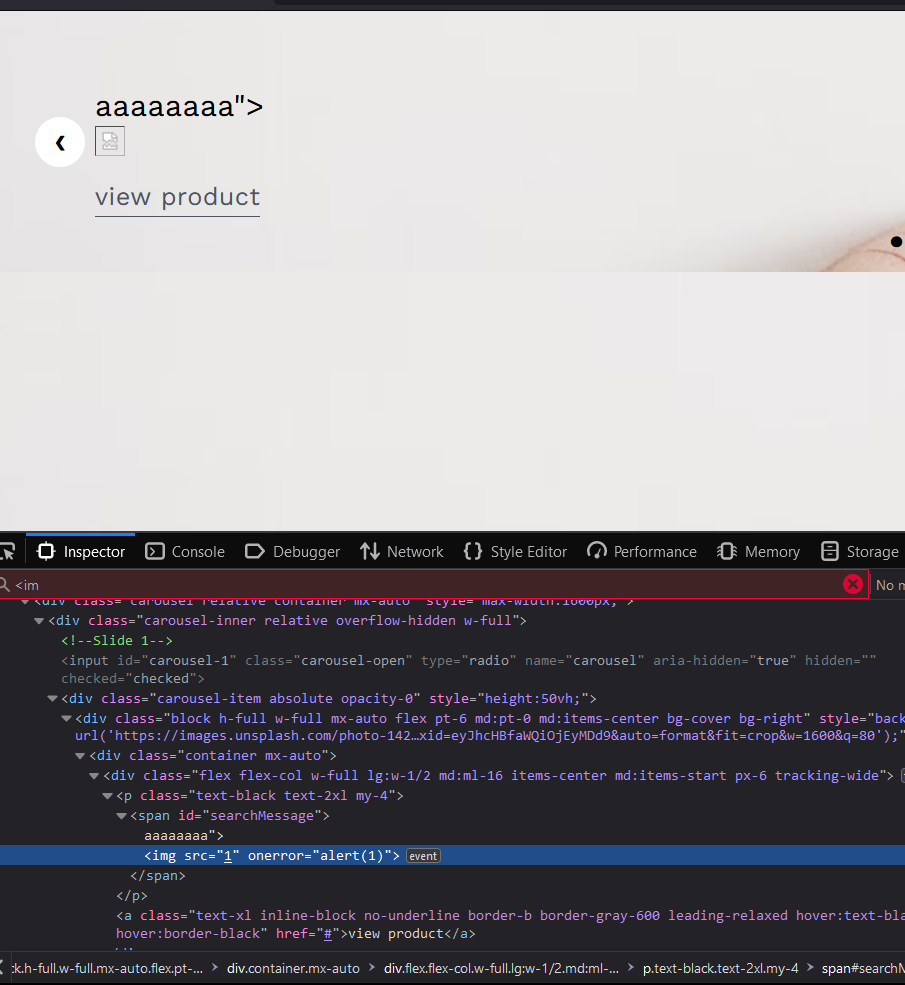 aaaaaaaa">
‹
view product
Inspector Console Debugger Network Style Editor Performance Memory Storage
<im No
<div class="carousel relative container mx-auto" style="max-width:1600px;">
<div class="carousel-inner relative overflow-hidden w-full">
<!--Slide 1-->
<input id="carousel-1" class="carousel-open" type="radio" name="carousel" aria-hidden="true" hidden=""
checked="checked">
<div class="carousel-item absolute opacity-0" style="height:50vh;">
<div class="block h-full w-full mx-auto flex pt-6 md:pt-0 md:items-center bg-cover bg-right" style="back
url('https://images.unsplash.com/photo-142…xid=eyJhcHBfaWQiOjEyMDd9&auto=format&fit=crop&w=1600&q=80');"
<div class="container mx-auto">
<div class="flex flex-col w-full lg:w-1/2 md:ml-16 items-center md:items-start px-6 tracking-wide">
<p class="text-black text-2xl my-4">
<span id="searchMessage">
aaaaaaaa">
<img src="1" onerror="alert(1)"> event
</span>
</p>
<a class="text-xl inline-block no-underline border-b border-gray-600 leading-relaxed hover:text-bla
hover:border-black" href="#">view product</a>
ck.h-full.w-full.mx-auto.flex.pt-... > div.container.mx-auto > div.flex.flex-col.w-full.lg:w-1/2.md:ml-... > p.text-black.text-2xl.my-4 > span#searchM